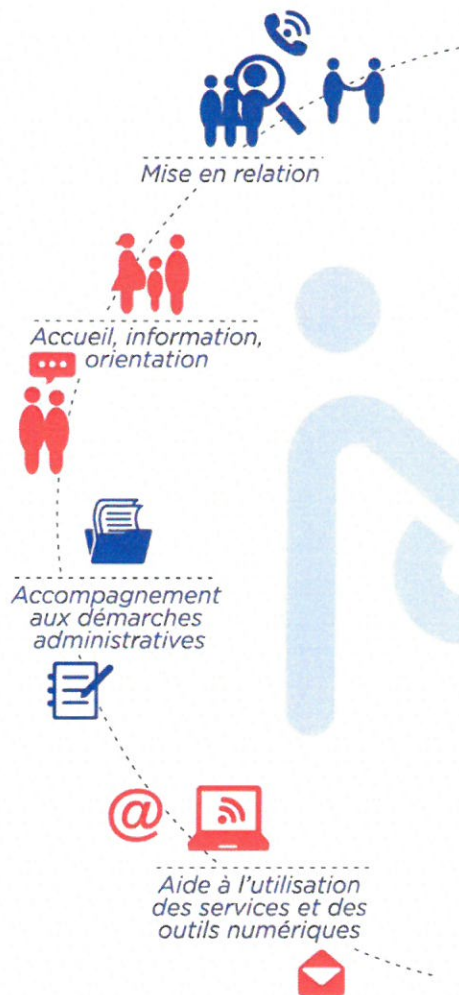 Mise en relation
Accueil, information,
orientation
Accompagnement
aux démarches
administratives
@
Aide à l'utilisation
des services et des
outils numériques